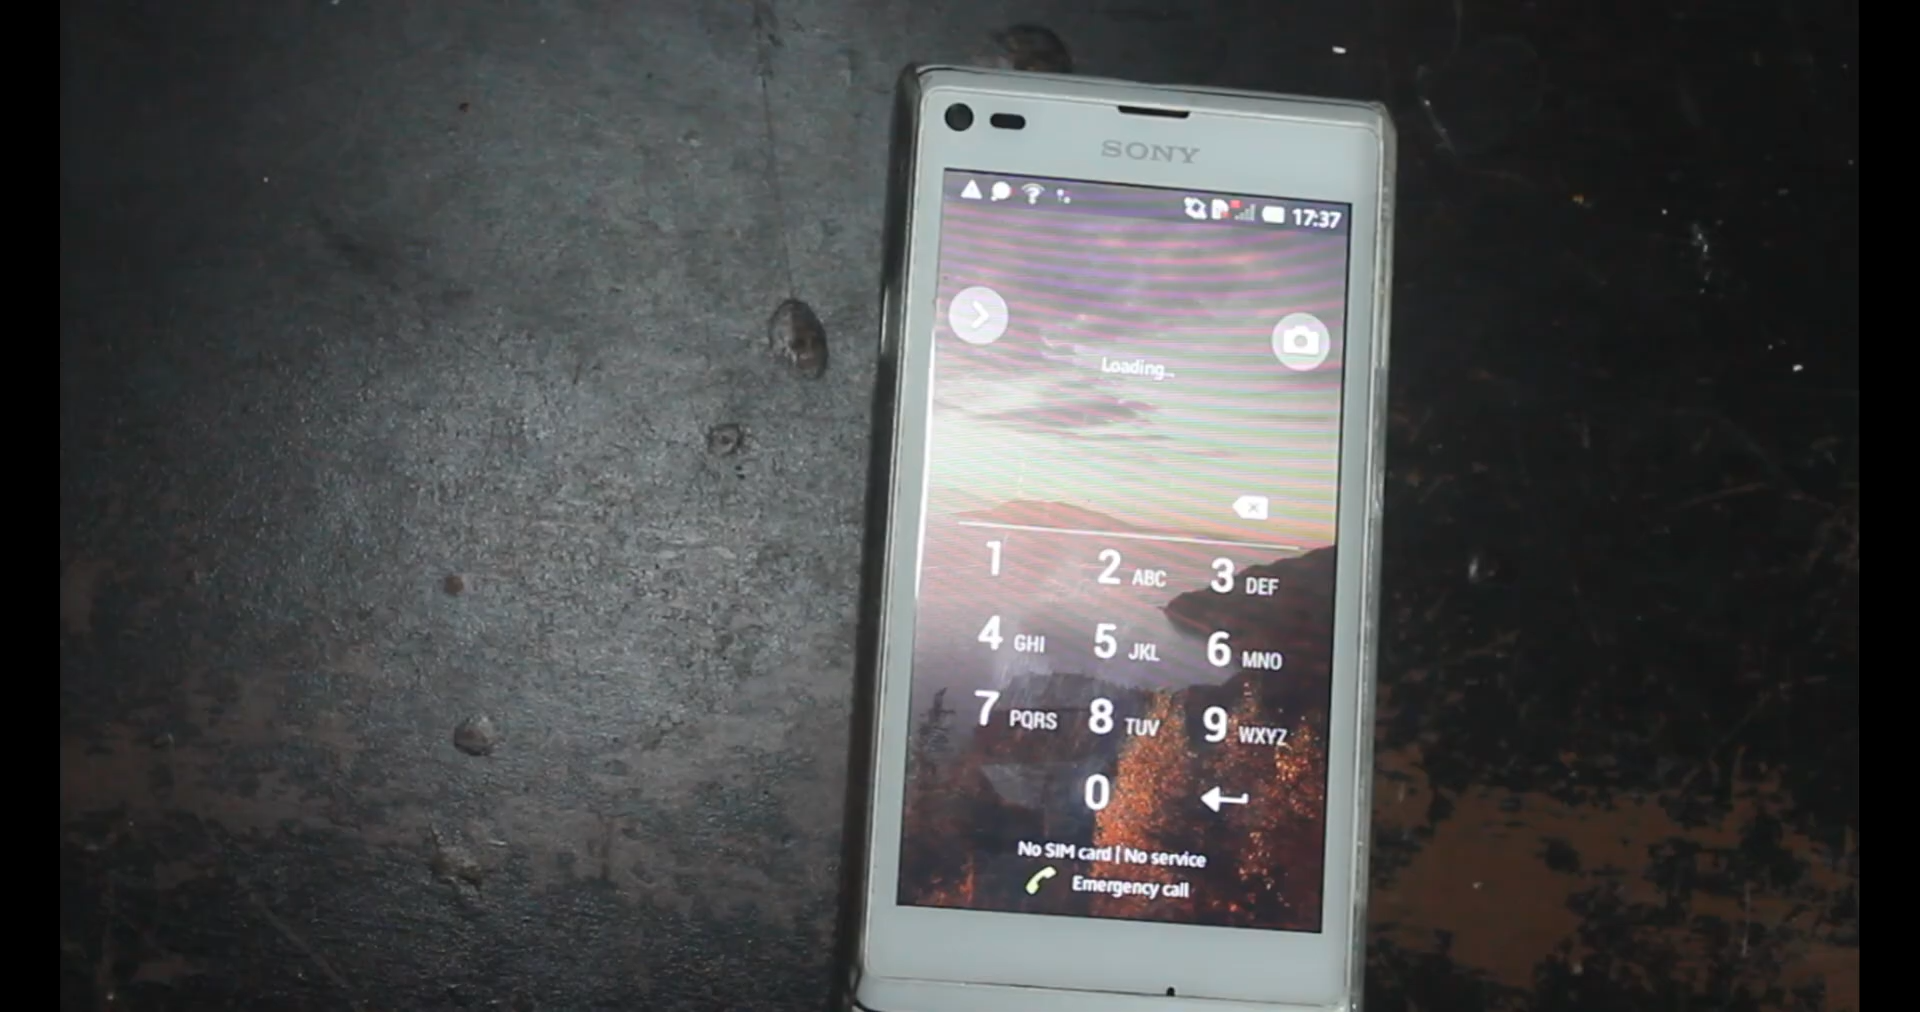 SONY
17:37
Loading...
1 2 ABC 3 DEF
4 GHI 5 JKL 6 MNO
7 PQRS 8 TUV 9 WXYZ
0
No SIM card | No service
Emergency call